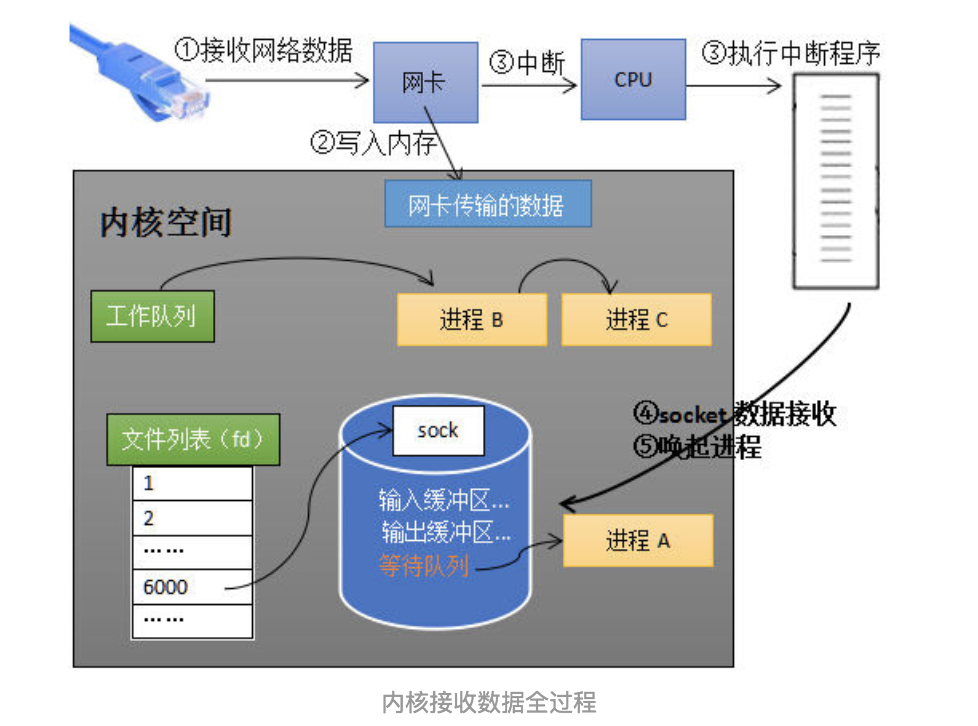 ①接收网络数据
网卡
③中断
CPU
③执行中断程序
②写入内存
网卡传输的数据
内核空间
工作队列
进程 B
进程 C
④socket 数据接收
⑤唤起进程
文件列表（fd）
sock
1
2
……
6000
……
输入缓冲区...
输出缓冲区...
等待队列
进程 A
内核接收数据全过程